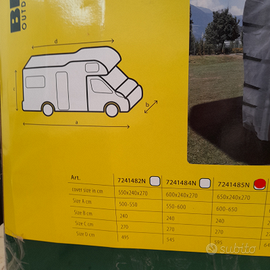 BR
OUTD
d
b
Art. 7241482N 7241484N 7241485N
Cover size in cm 550x240x270 600x240x270 650x240x270
Size A cm 500-550 550-600 600-650
Size B cm 240 240 240
Size C cm 270 270 270
Size D cm 495 545
subito